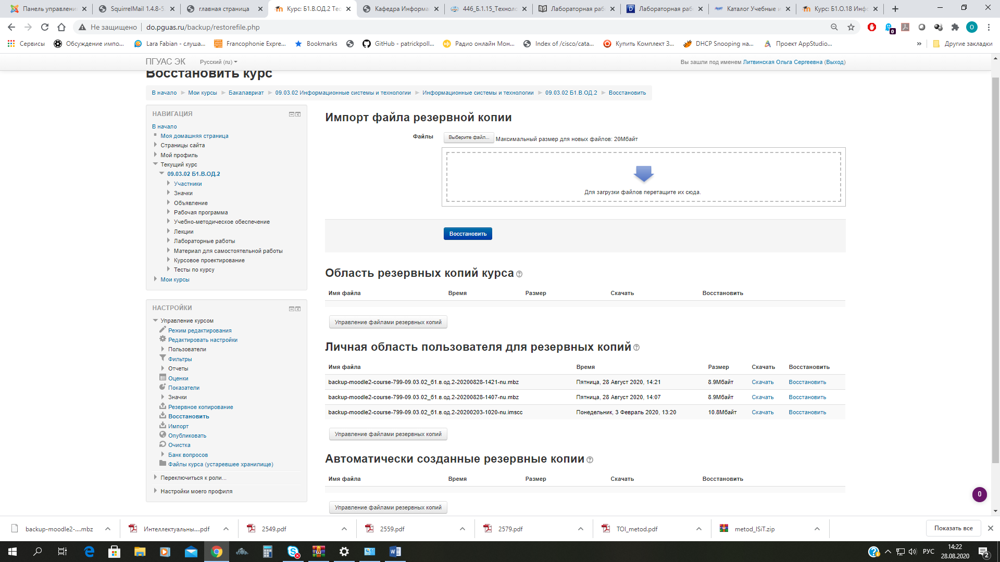 Панель управлени
SquirrelMail 1.4.8-5.
главная страница
Курс: Б1.В.ОД.2 Тес
Кафедра Информа
446_Б.1.15_Технол
Лабораторная раб
Лабораторная раб
Каталог Учебные и
Курс: Б1.О.18 Инфо
Не защищено
do.pguas.ru/backup/restorefile.php
0
О
Сервисы
Обсуждение импо...
Lara Fabian - слуша...
Francophonie Expre...
Bookmarks
GitHub - patrickpoll...
Радио онлайн Мон...
Index of /cisco/cata...
Купить Комплект З...
DHCP Snooping на...
Проект AppStudio...
»
Другие закладки
ПГУАС ЭК
Русский (ru)
Вы зашли под именем Литвинская Ольга Сергеевна (Выход)
Восстановить курс
В начало
Мои курсы
Бакалавриат
09.03.02 Информационные системы и технологии
Информационные системы и технологии
09.03.02 Б1.В.ОД.2
Восстановить
НАВИГАЦИЯ
В начало
Моя домашняя страница
Страницы сайта
Мой профиль
Текущий курс
09.03.02 Б1.В.ОД.2
Участники
Значки
Объявление
Рабочая программа
Учебно-методическое обеспечение
Лекции
Лабораторные работы
Материал для самостоятельной работы
Курсовое проектирование
Тесты по курсу
Мои курсы
НАСТРОЙКИ
Управление курсом
Режим редактирования
Редактировать настройки
Пользователи
Фильтры
Отчеты
Оценки
Показатели
Значки
Резервное копирование
Восстановить
Импорт
Опубликовать
Очистка
Банк вопросов
Файлы курса (устаревшее хранилище)
Переключиться к роли...
Настройки моего профиля
Импорт файла резервной копии
Файлы
Выберите файл...
Максимальный размер для новых файлов: 20Мбайт
Для загрузки файлов перетащите их сюда.
Восстановить
Область резервных копий курса
Имя файла Время Размер Скачать Восстановить
Управление файлами резервных копий
Личная область пользователя для резервных копий
Имя файла Время Размер Скачать Восстановить
backup-moodle2-course-799-09.03.02_б1.в.од.2-20200828-1421-nu.mbz Пятница, 28 Август 2020, 14:21 8.9Мбайт Скачать Восстановить
backup-moodle2-course-799-09.03.02_б1.в.од.2-20200828-1407-nu.mbz Пятница, 28 Август 2020, 14:07 8.9Мбайт Скачать Восстановить
backup-moodle2-course-799-09.03.02_б1.в.од.2-20200203-1020-nu.imscc Понедельник, 3 Февраль 2020, 13:20 10.8Мбайт Скачать Восстановить
Управление файлами резервных копий
Автоматически созданные резервные копии
Имя файла Время Размер Скачать Восстановить
Управление файлами резервных копий
0
backup-moodle2-....mbz
Интеллектуальны....pdf
2549.pdf
2559.pdf
2579.pdf
TOI_metod.pdf
metod_ISiT.zip
Показать все
РУС
14:22
28.08.2020
2